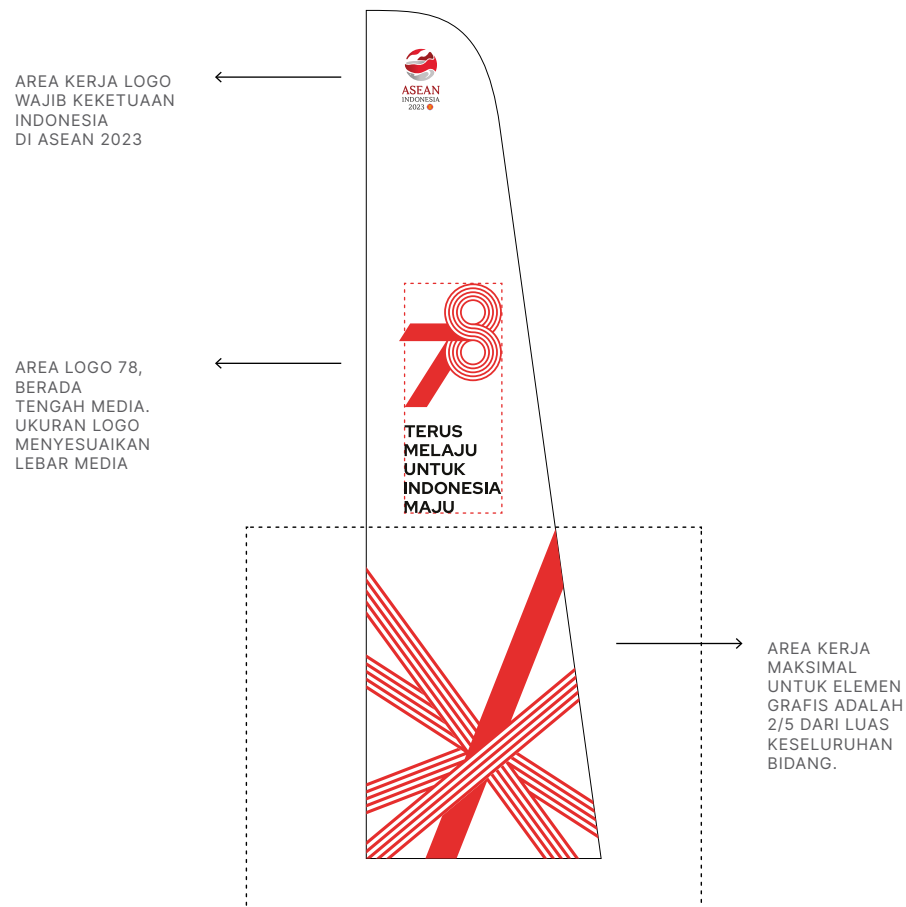 AREA KERJA LOGO
WAJIB KEKETUAAN
INDONESIA
DI ASEAN 2023
ASEAN
INDONESIA
2023
AREA LOGO 78,
BERADA
TENGAH MEDIA.
UKURAN LOGO
MENYESUAIKAN
LEBAR MEDIA
78
TERUS
MELAJU
UNTUK
INDONESIA
MAJU
AREA KERJA
MAKSIMAL
UNTUK ELEMEN
GRAFIS ADALAH
2/5 DARI LUAS
KESELURUHAN
BIDANG.